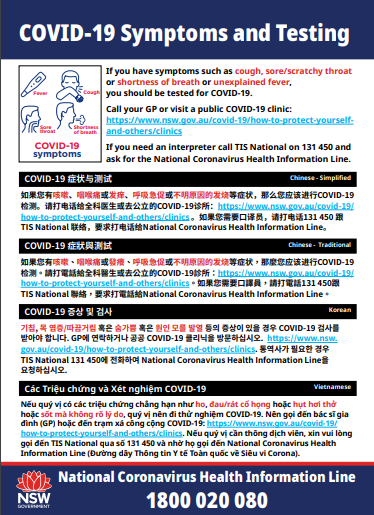 COVID-19 Symptoms and Testing
Fever
Cough
Sore
throat
Shortness
of breath
COVID-19
symptoms
If you have symptoms such as cough, sore/scratchy throat
or shortness of breath or unexplained fever,
you should be tested for COVID-19.
Call your GP or visit a public COVID-19 clinic:
https://www.nsw.gov.au/covid-19/how-to-protect-yourself-
and-others/clinics
If you need an interpreter call TIS National on 131 450 and
ask for the National Coronavirus Health Information Line.
COVID-19 症状与测试
Chinese - Simplified
如果您有咳嗽、咽喉痛或发痒、呼吸急促或不明原因的发烧等症状，那么您应该进行COVID-19
检测。请打电话给全科医生或去公立的COVID-19诊所：https://www.nsw.gov.au/covid-19/
how-to-protect-yourself-and-others/clinics 。如果您需要口译员，请打电话131 450 跟
TIS National 联络，要求打电话给National Coronavirus Health Information Line。
COVID-19 症狀與測試
Chinese - Traditional
如果您有咳嗽、咽喉痛或發癢、呼吸急促或不明原因的發燒等症狀，那麼您應該進行COVID-19
檢測。請打電話給全科醫生或去公立的COVID-19診所：https://www.nsw.gov.au/covid-19/
how-to-protect-yourself-and-others/clinics。如果您需要口譯員，請打電話131 450跟
TIS National 聯絡，要求打電話給National Coronavirus Health Information Line。
COVID-19 증상 및 검사
Korean
기침, 목 염증/따끔거림 혹은 숨가쁨 혹은 원인 모를 발열 등의 증상이 있을 경우 COVID-19 검사를
받아야 합니다. GP에 연락하거나 공공 COVID-19 클리닉을 방문하십시오. https://www.nsw.
gov.au/covid-19/how-to-protect-yourself-and-others/clinics. 통역사가 필요한 경우
TIS National 131 450에 전화하여 National Coronavirus Health Information Line을
요청하십시오.
Các Triệu chứng và Xét nghiệm COVID-19
Vietnamese
Nếu quý vị có các triệu chứng chẳng hạn như ho, đau/rát cổ họng hoặc hụt hơi thở
hoặc sốt mà không rõ lý do, quý vị nên đi thử nghiệm COVID-19. Nên gọi đến bác sĩ gia
đình (GP) hoặc đến trạm xá công cộng COVID-19: https://www.nsw.gov.au/covid-19/
how-to-protect-yourself-and-others/clinics. Nếu quý vị cần thông dịch viên, xin vui lòng
gọi đến TIS National qua số 131 450 và nhờ họ gọi đến National Coronavirus Health
Information Line (Đường dây Thông tin Y tế Toàn quốc về Siêu vi Corona).
National Coronavirus Health Information Line
1800 020 080
NSW
GOVERNMENT